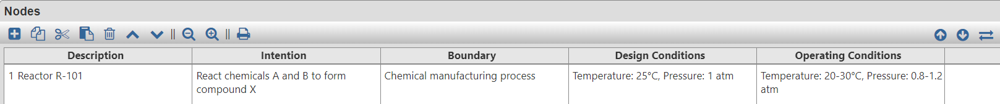 Nodes
Description Intention Boundary Design Conditions Operating Conditions
1 Reactor R-101 React chemicals A and B to form Chemical manufacturing process Temperature: 25°C, Pressure: 1 atm Temperature: 20-30°C, Pressure: 0.8-1.2
compound X atm